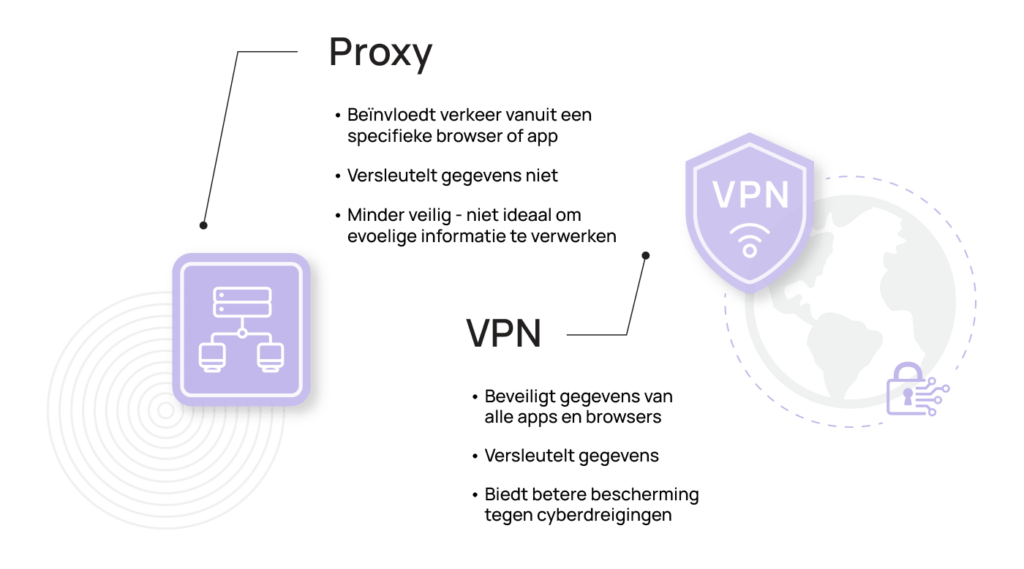 Proxy
• Beïnvloedt verkeer vanuit een
specifieke browser of app
• Versleutelt gegevens niet
• Minder veilig - niet ideaal om
evoelige informatie te verwerken
VPN
VPN
• Beveiligt gegevens van
alle apps en browsers
• Versleutelt gegevens
• Biedt betere bescherming
tegen cyberdreigingen